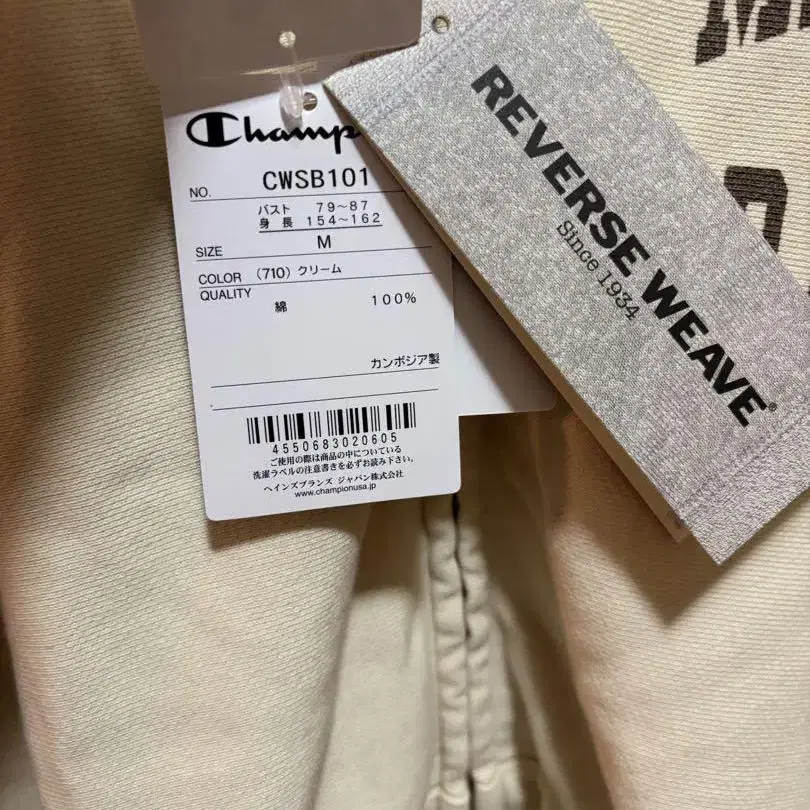 Champ
NO. CWSB101
バスト 79～87
身長 154～162
SIZE M
COLOR (710) クリーム
QUALITY
綿 100%
カンボジア製
4550683020605
ご使用の際は商品の中についている
洗濯ラベルの注意書きを必ずお読み下さい。
ヘインズブランズ ジャパン株式会社
www.championusa.jp
REVERSE WEAVE®
Since 1934